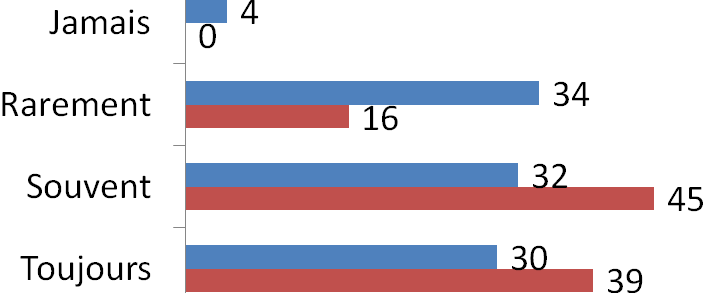 Jamais 4
0
Rarement 34
16
Souvent 32
45
Toujours 30
39